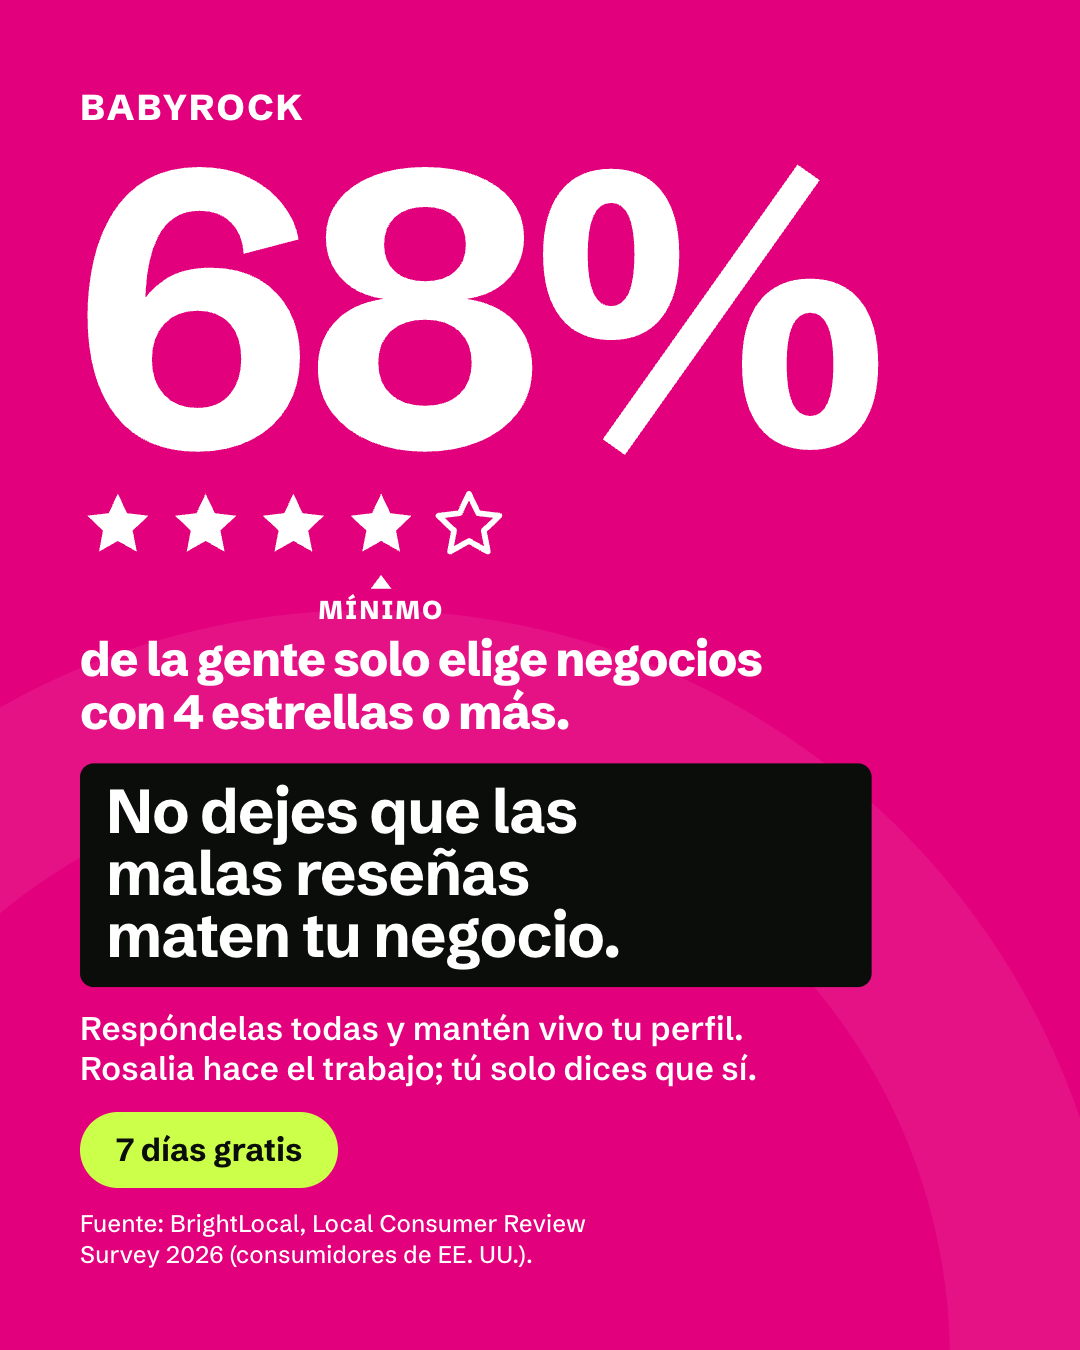 BABYROCK
68%
MÍNIMO
de la gente solo elige negocios
con 4 estrellas o más.
No dejes que las
malas reseñas
maten tu negocio.
Respóndelas todas y mantén vivo tu perfil.
Rosalia hace el trabajo; tú solo dices que sí.
7 días gratis
Fuente: BrightLocal, Local Consumer Review
Survey 2026 (consumidores de EE. UU.).